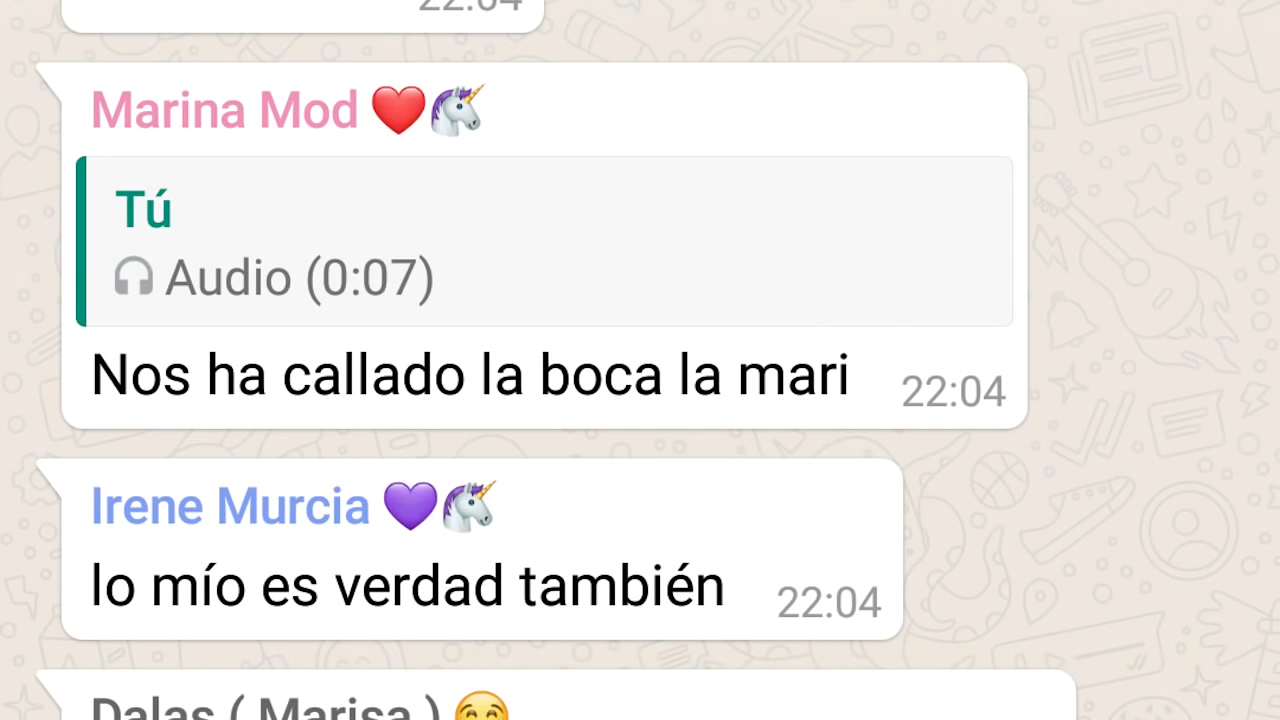 22:04
Marina Mod ❤️🦄
Tú
Audio (0:07)
Nos ha callado la boca la mari 22:04
Irene Murcia 💜🦄
lo mío es verdad también 22:04
Dalas ( Marisa ) 😊